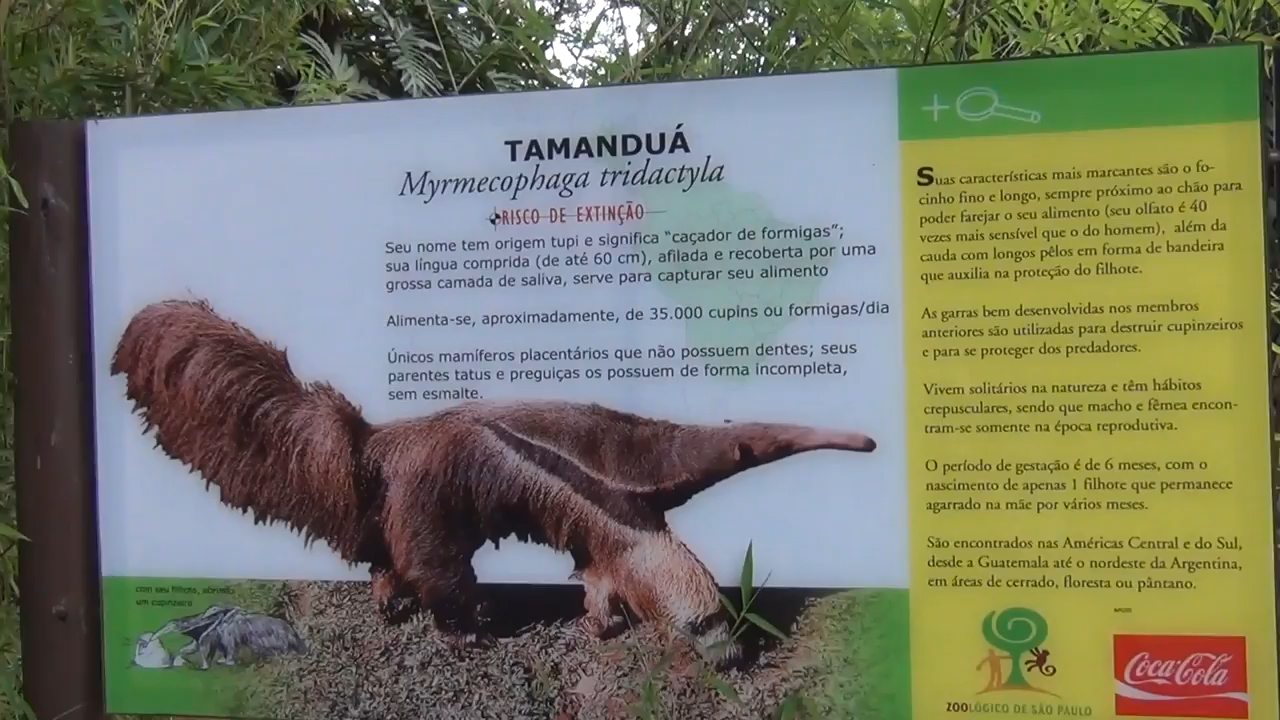 TAMANDUÁ
Myrmecophaga tridactyla
RISCO DE EXTINÇÃO
Seu nome tem origem tupi e significa “caçador de formigas”;
sua língua comprida (de até 60 cm), afilada e recoberta por uma
grossa camada de saliva, serve para capturar seu alimento
Alimenta-se, aproximadamente, de 35.000 cupins ou formigas/dia
Únicos mamíferos placentários que não possuem dentes; seus
parentes tatus e preguiças os possuem de forma incompleta,
sem esmalte.
com seu filhote, abrindo
um cupinzeiro
+
Suas características mais marcantes são o fo-
cinho fino e longo, sempre próximo ao chão para
poder farejar o seu alimento (seu olfato é 40
vezes mais sensível que o do homem), além da
cauda com longos pêlos em forma de bandeira
que auxilia na proteção do filhote.
As garras bem desenvolvidas nos membros
anteriores são utilizadas para destruir cupinzeiros
e para se proteger dos predadores.
Vivem solitários na natureza e têm hábitos
crepusculares, sendo que macho e fêmea encon-
tram-se somente na época reprodutiva.
O período de gestação é de 6 meses, com o
nascimento de apenas 1 filhote que permanece
agarrado na mãe por vários meses.
São encontrados nas Américas Central e do Sul,
desde a Guatemala até o nordeste da Argentina,
em áreas de cerrado, floresta ou pântano.
ZOOLÓGICO DE SÃO PAULO
Coca-Cola